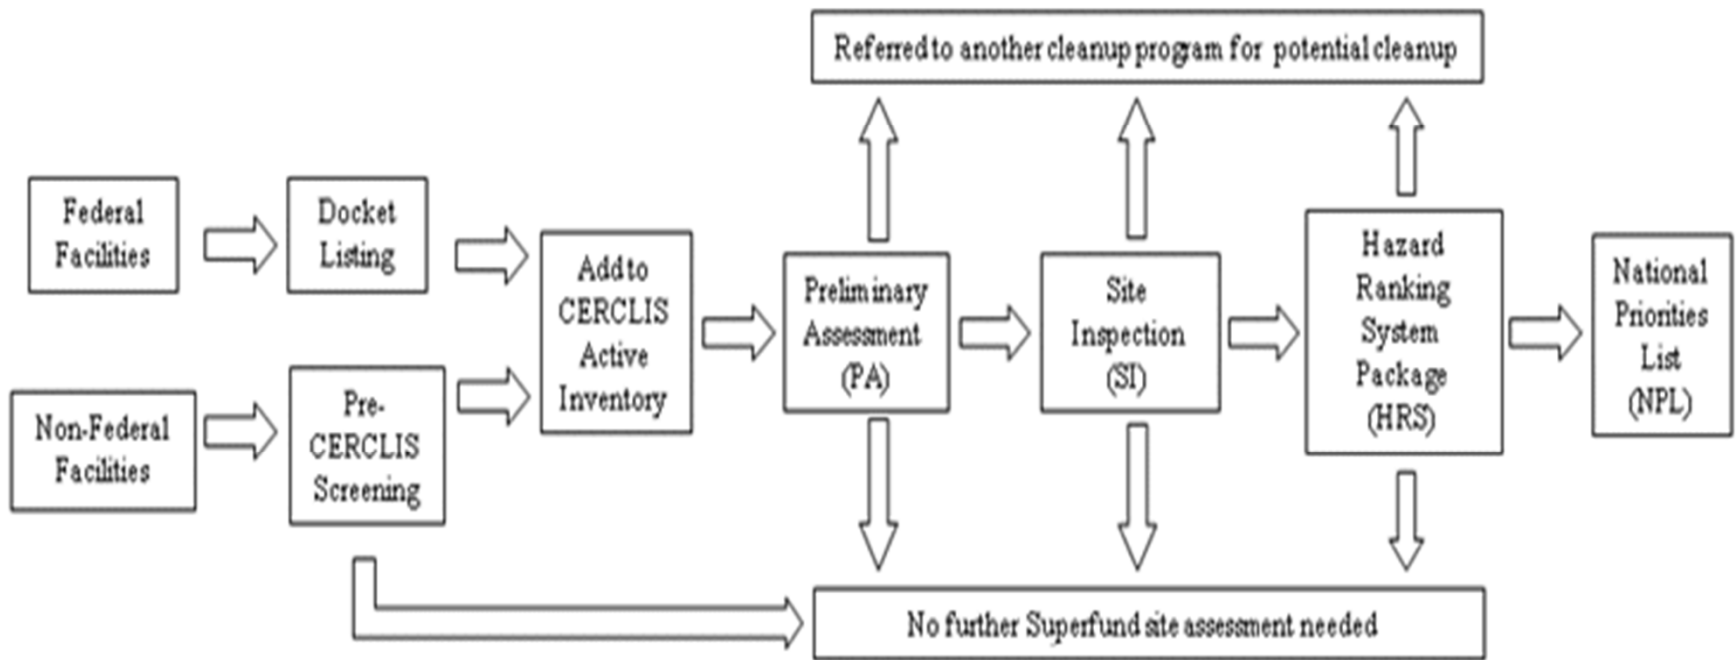 Referred to another cleanup program for potential cleanup
Federal
Facilities
Docket
Listing
Non-Federal
Facilities
Pre-
CERCLIS
Screening
Add to
CERCLIS
Active
Inventory
Preliminary
Assessment
(PA)
Site
Inspection
(SI)
Hazard
Ranking
System
Package
(HRS)
National
Priorities
List
(NPL)
No further Superfund site assessment needed